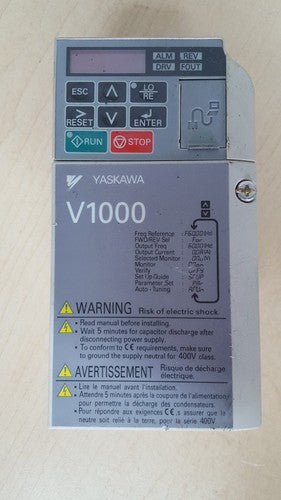 ALM REV
DRV FOUT
ESC ∧ LO/RE
>RESET ∨ ENTER
RUN STOP
YASKAWA
V1000
Freq Reference :
FWD/REV Sel :
Output Freq :
Output Current :
Selected Monitor :
Monitor :
Verify :
Set Up Guide :
Parameter Set :
Auto - Tuning :
WARNING Risk of electric shock.
• Read manual before installing.
• Wait 5 minutes for capacitor discharge after
disconnecting power supply.
• To conform to CE requirements, make sure
to ground the supply neutral for 400V class.
AVERTISSEMENT Risque de décharge
électrique.
• Lire le manuel avant l'installation.
• Attendre 5 minutes après la coupure de l'alimentation
pour permettre la décharge des condensateurs.
• Pour répondre aux exigences CE, s'assurer que le
neutre soit relié à la terre, pour la série 400V